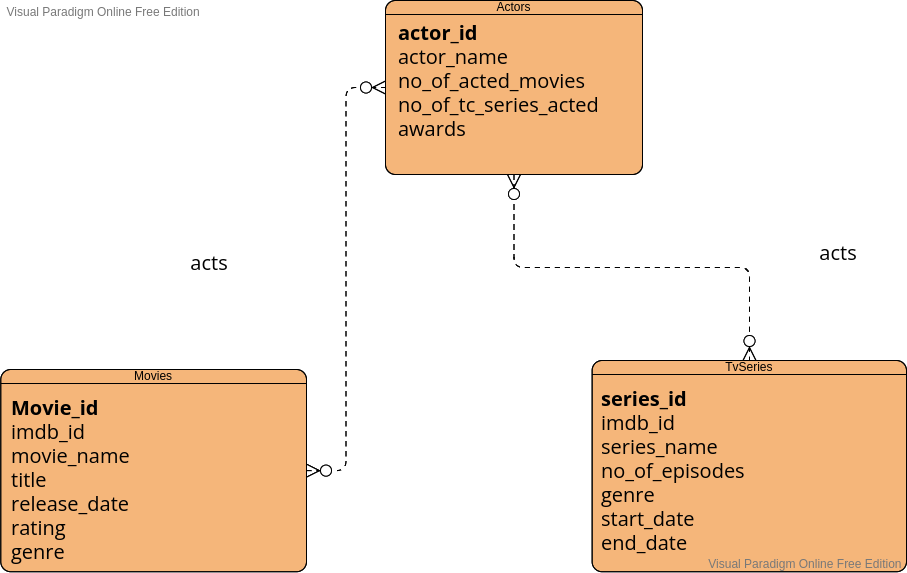 Visual Paradigm Online Free Edition
Actors
actor_id
actor_name
no_of_acted_movies
no_of_tc_series_acted
awards
acts
acts
Movies
Movie_id
imdb_id
movie_name
title
release_date
rating
genre
TvSeries
series_id
imdb_id
series_name
no_of_episodes
genre
start_date
end_date
Visual Paradigm Online Free Edition